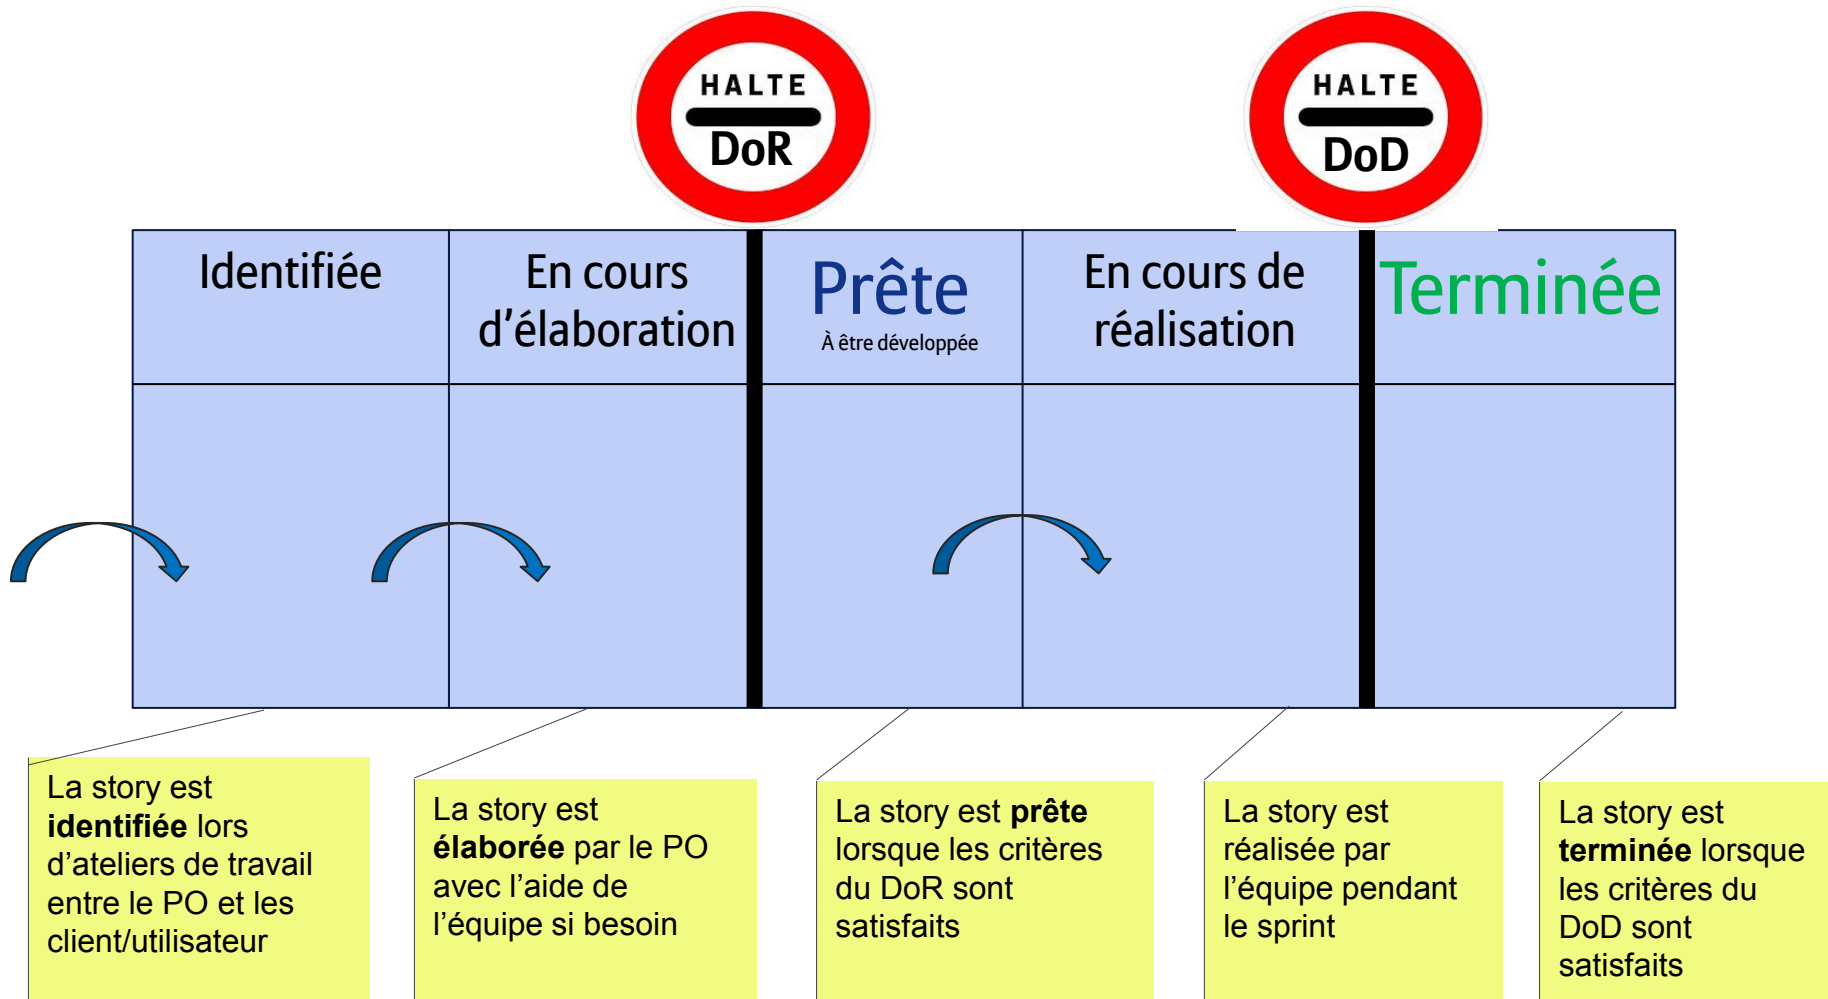 HALTE
DoR
HALTE
DoD
Identifiée
En cours
d’élaboration
Prête
À être développée
En cours de
réalisation
Terminée
La story est
identifiée lors
d’ateliers de travail
entre le PO et les
client/utilisateur
La story est
élaborée par le PO
avec l’aide de
l’équipe si besoin
La story est prête
lorsque les critères
du DoR sont
satisfaits
La story est
réalisée par
l’équipe pendant
le sprint
La story est
terminée lorsque
les critères du
DoD sont
satisfaits